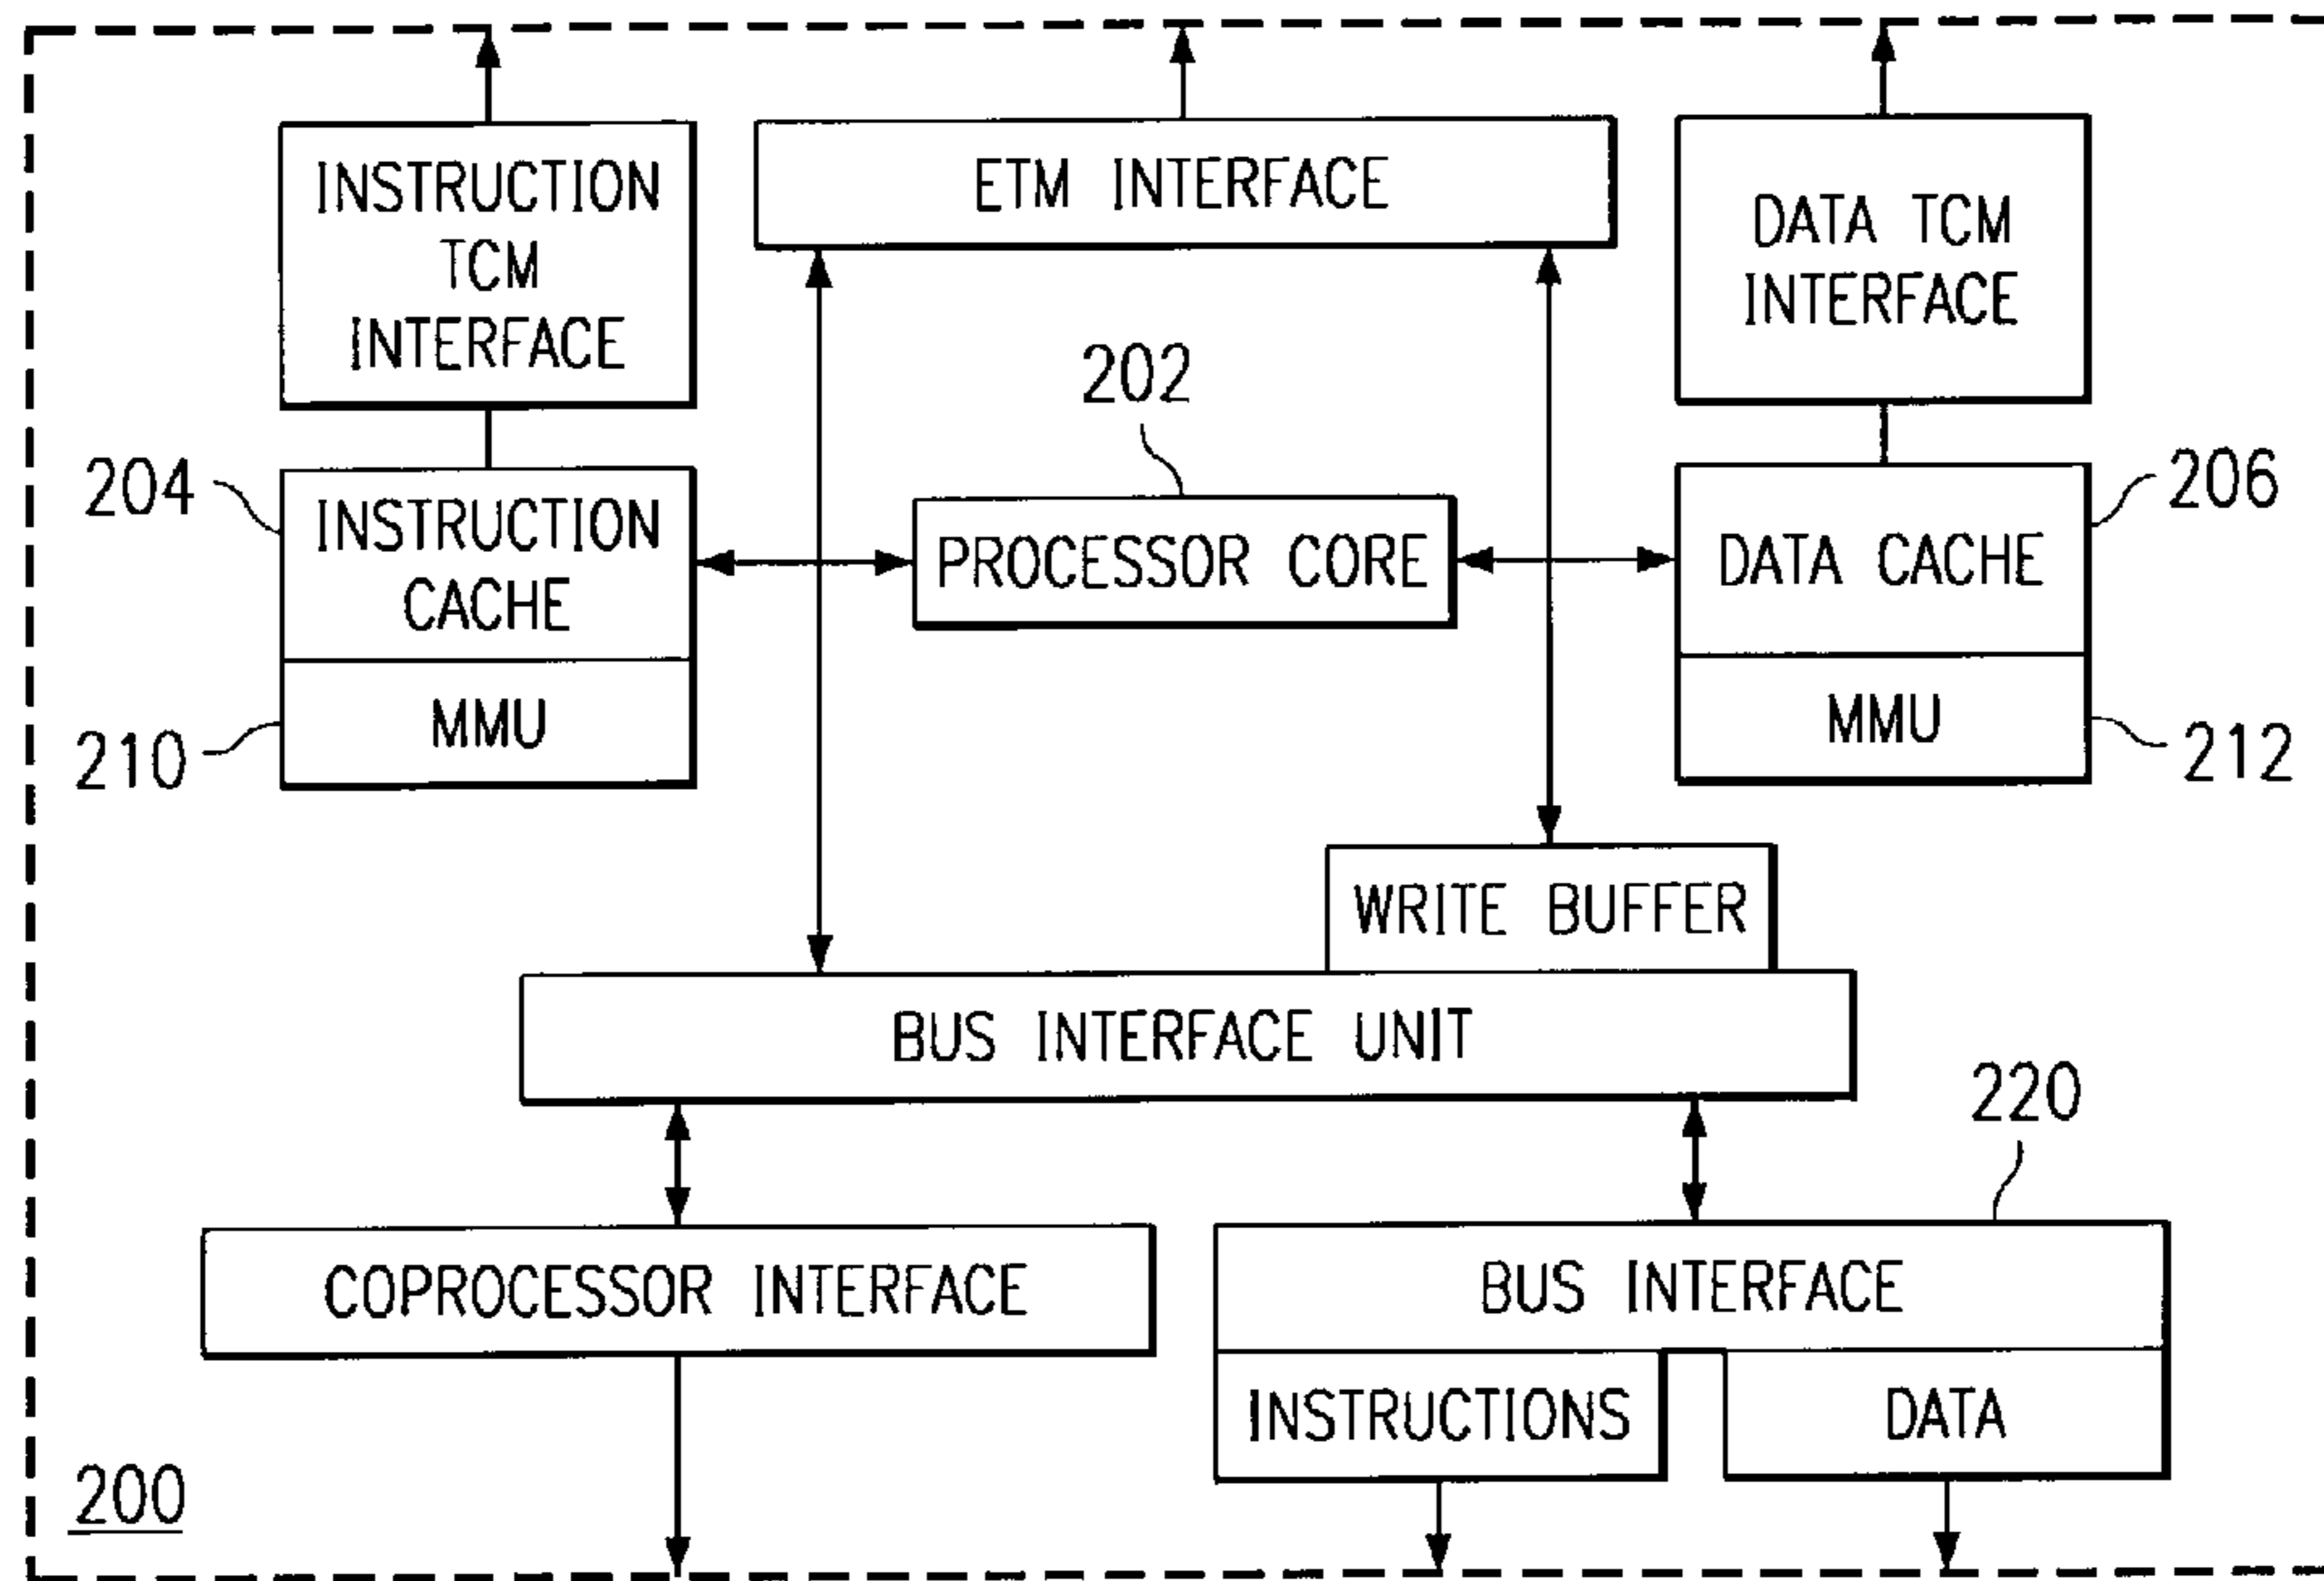 INSTRUCTION
TCM
INTERFACE
ETM INTERFACE
DATA TCM
INTERFACE
202
204
INSTRUCTION
CACHE
PROCESSOR CORE
DATA CACHE
206
210
MMU
MMU
212
WRITE BUFFER
BUS INTERFACE UNIT
220
COPROCESSOR INTERFACE
BUS INTERFACE
INSTRUCTIONS
DATA
200